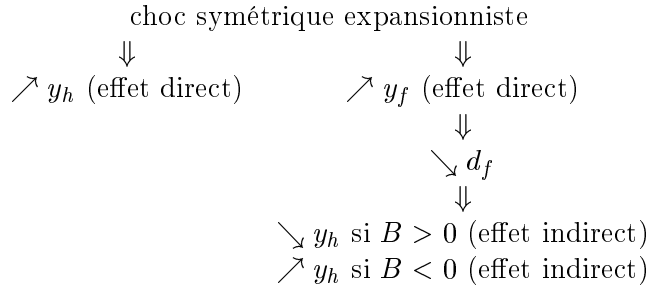 choc symétrique expansionniste
⇓ ⇓
↗ y_h (effet direct) ↗ y_f (effet direct)
⇓
↘ d_f
⇓
↘ y_h si B > 0 (effet indirect)
↗ y_h si B < 0 (effet indirect)